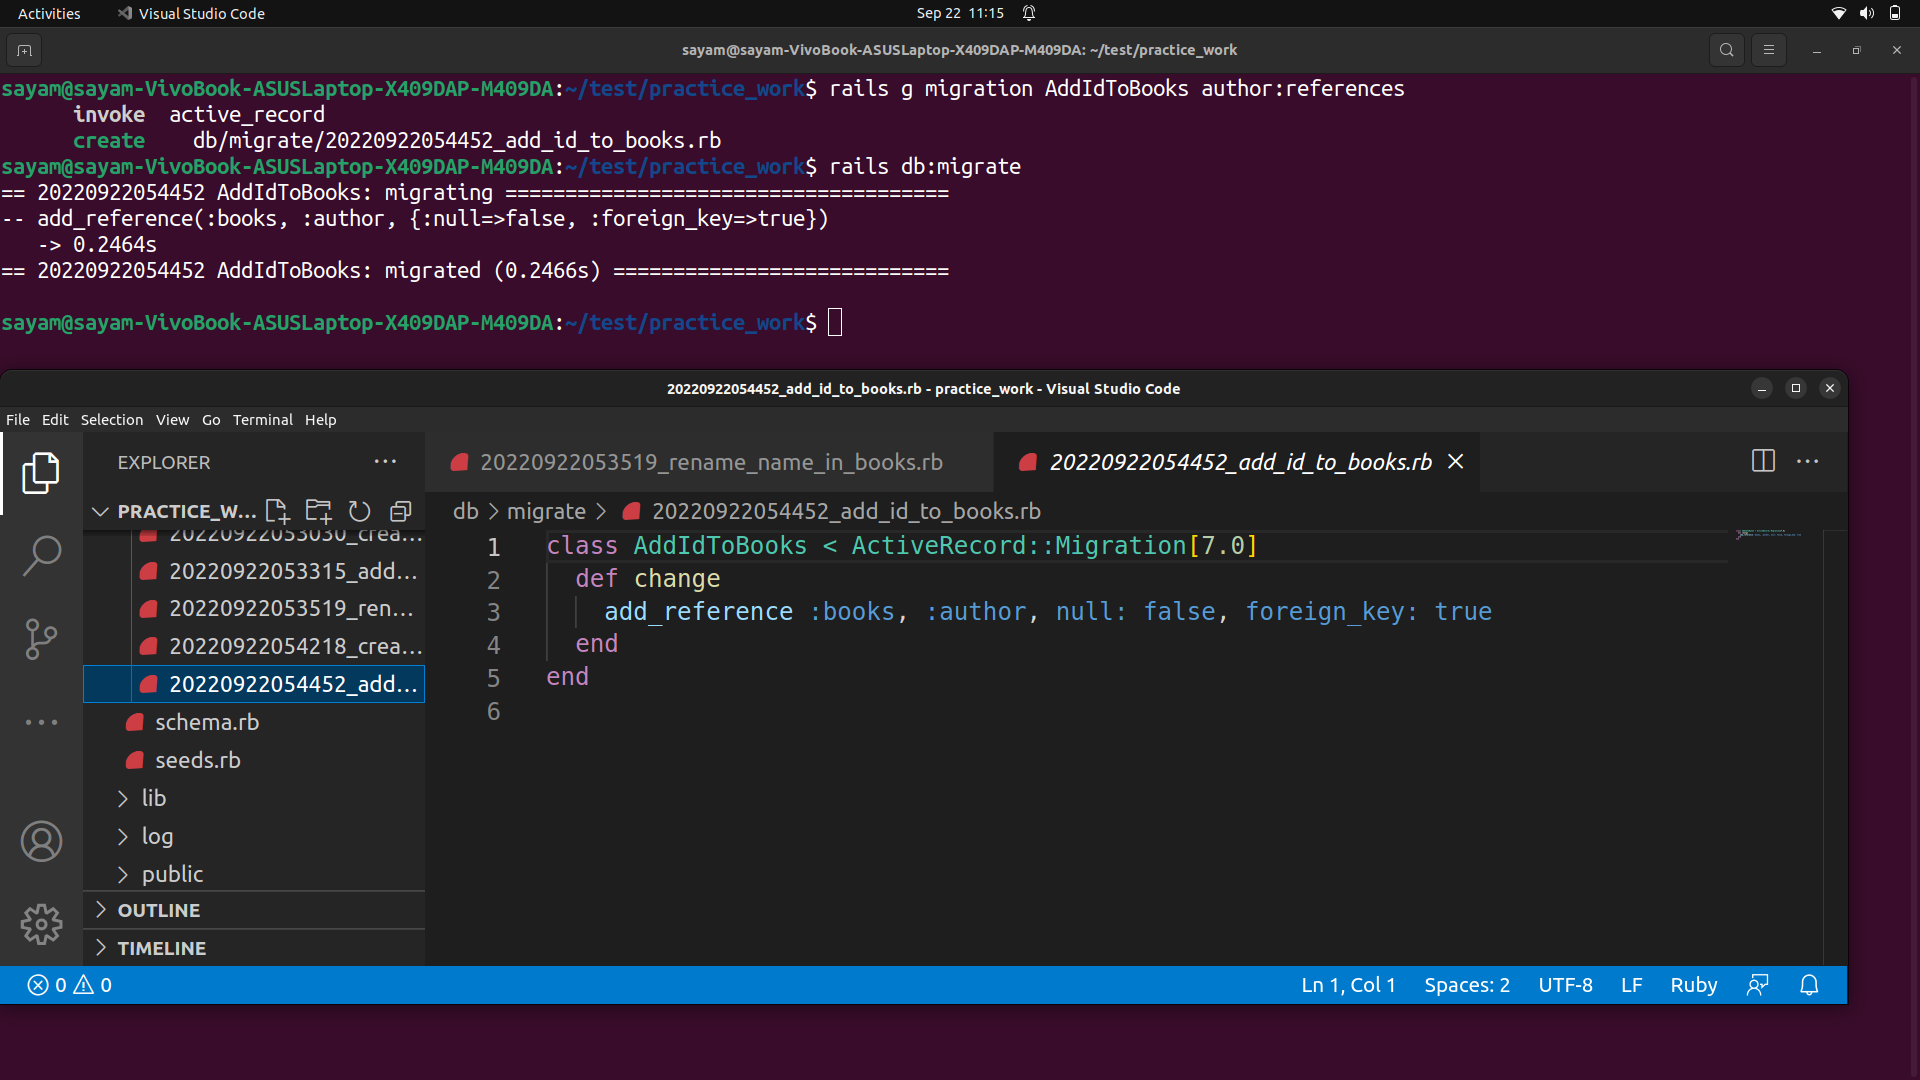 Activities
Visual Studio Code
Sep 22 11:15
sayam@sayam-VivoBook-ASUSLaptop-X409DAP-M409DA: ~/test/practice_work
sayam@sayam-VivoBook-ASUSLaptop-X409DAP-M409DA:~/test/practice_work$ rails g migration AddIdToBooks author:references
invoke active_record
create db/migrate/20220922054452_add_id_to_books.rb
sayam@sayam-VivoBook-ASUSLaptop-X409DAP-M409DA:~/test/practice_work$ rails db:migrate
== 20220922054452 AddIdToBooks: migrating =====================================
-- add_reference(:books, :author, {:null=>false, :foreign_key=>true})
-> 0.2464s
== 20220922054452 AddIdToBooks: migrated (0.2466s) ============================
sayam@sayam-VivoBook-ASUSLaptop-X409DAP-M409DA:~/test/practice_work$
20220922054452_add_id_to_books.rb - practice_work - Visual Studio Code
File Edit Selection View Go Terminal Help
EXPLORER
PRACTICE_W...
20220922053030_crea...
20220922053315_add...
20220922053519_ren...
20220922054218_crea...
20220922054452_add...
schema.rb
seeds.rb
lib
log
public
OUTLINE
TIMELINE
20220922053519_rename_name_in_books.rb
20220922054452_add_id_to_books.rb
db > migrate > 20220922054452_add_id_to_books.rb
1 class AddIdToBooks < ActiveRecord::Migration[7.0]
2 def change
3 add_reference :books, :author, null: false, foreign_key: true
4 end
5 end
6
0 0
Ln 1, Col 1
Spaces: 2
UTF-8
LF
Ruby